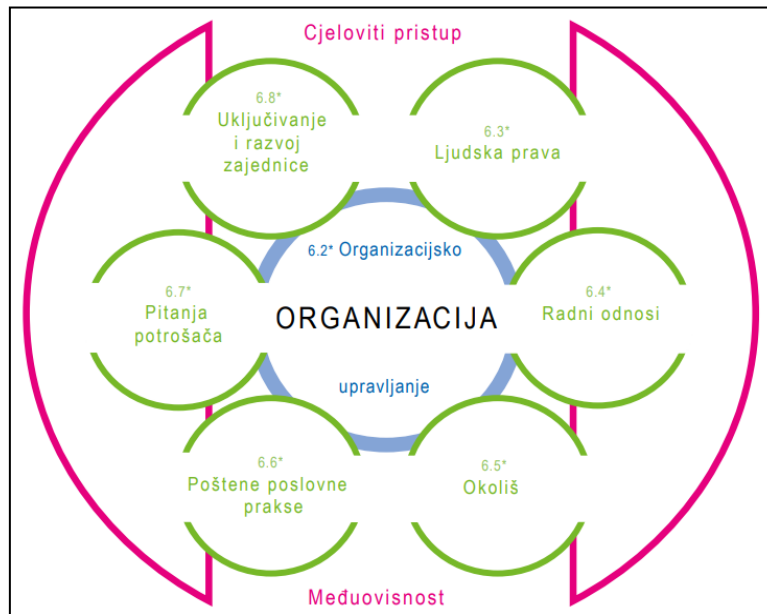 Cjeloviti pristup
6.8*
Uključivanje
i razvoj
zajednice
6.3*
Ljudska prava
6.2* Organizacijsko
6.7*
Pitanja
potrošača
ORGANIZACIJA
6.4*
Radni odnosi
upravljanje
6.6*
Poštene poslovne
prakse
6.5*
Okoliš
Međuovisnost